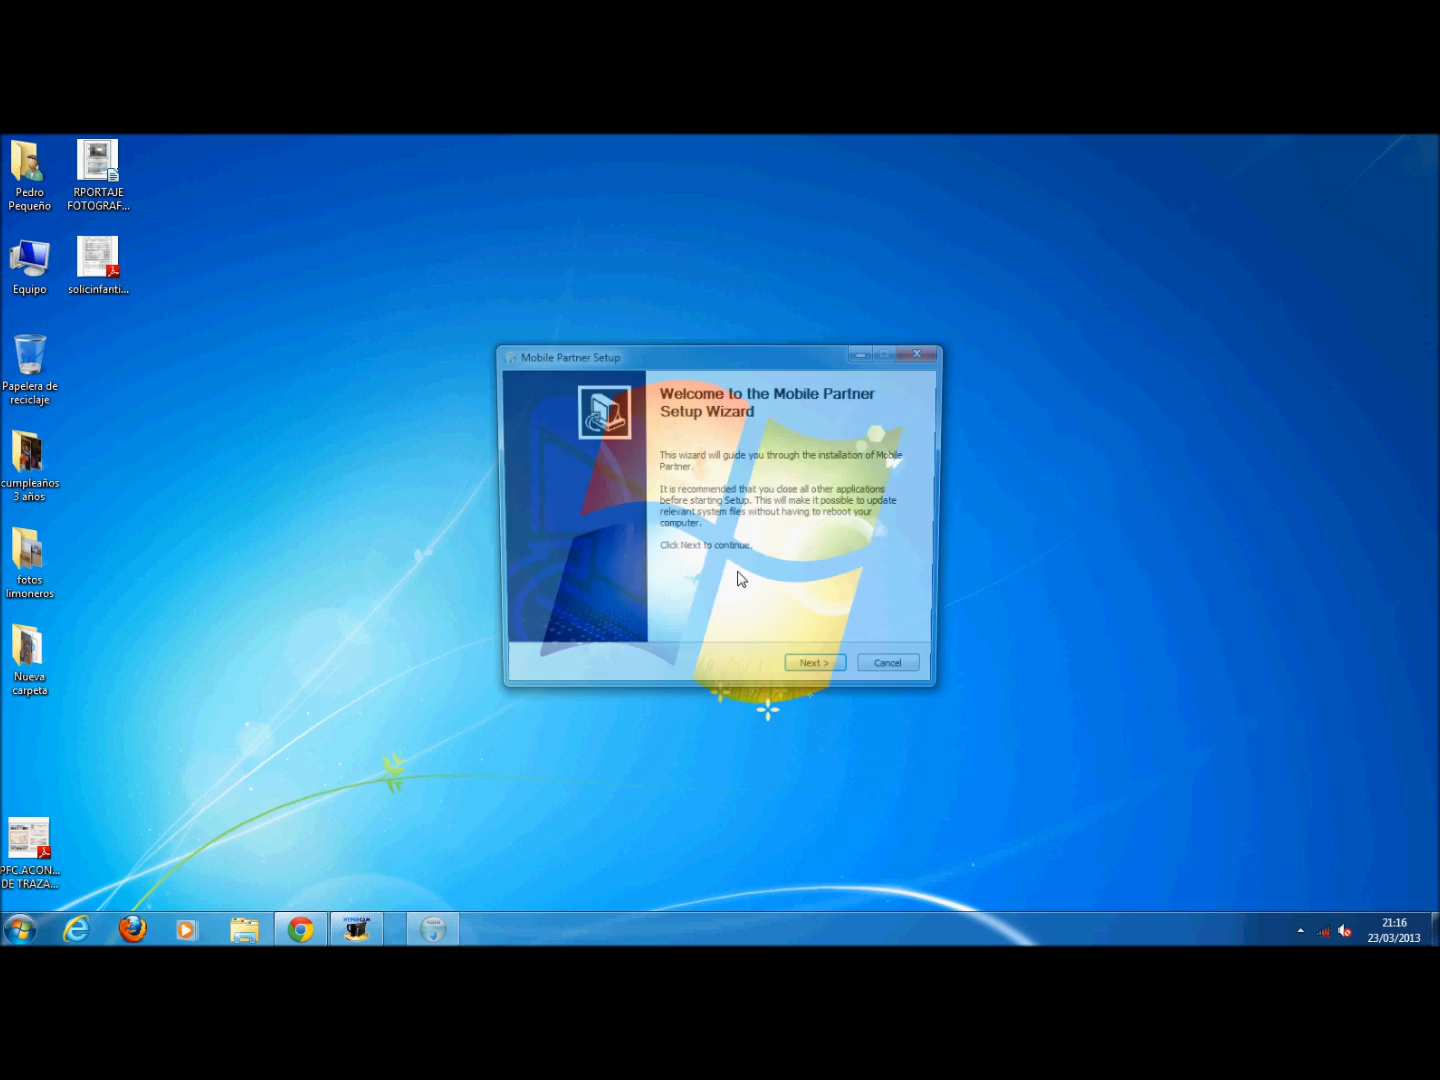 Pedro
Pequeño
RPORTAJE
FOTOGRAF...
Equipo
solicinfanti...
Papelera de
reciclaje
cumpleaños
3 años
fotos
limoneros
Nueva
carpeta
PFC.ACON...
DE TRAZA...
Mobile Partner Setup
Welcome to the Mobile Partner
Setup Wizard
This wizard will guide you through the installation of Mobile
Partner.
It is recommended that you close all other applications
before starting Setup. This will make it possible to update
relevant system files without having to reboot your
computer.
Click Next to continue.
Next >
Cancel
HYPERCAM
21:16
23/03/2013